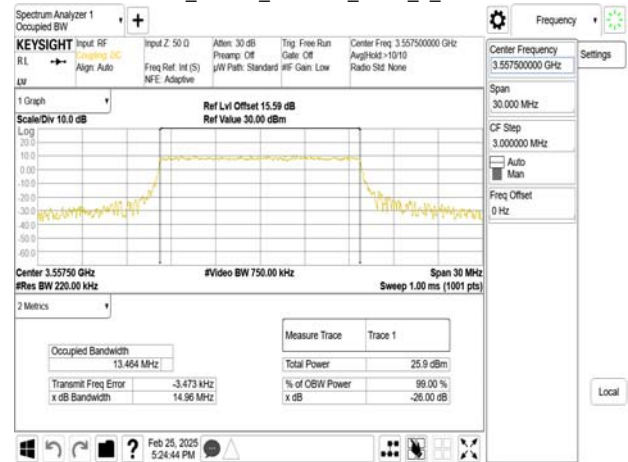 Spectrum Analyzer 1
Occupied BW
Frequency
KEYSIGHT Input: RF
Coupling: DC
Align: Auto
RL
Input Z: 50 Ω
Freq Ref: Int (S)
NFE: Adaptive
Atten: 30 dB
Preamp: Off
µW Path: Standard
Trig: Free Run
Gate: Off
#IF Gain: Low
Center Freq: 3.557500000 GHz
Avg|Hold:>10/10
Radio Std: None
Center Frequency
3.557500000 GHz
Settings
Span
30.000 MHz
CF Step
3.000000 MHz
Auto
Man
Freq Offset
0 Hz
Local
1 Graph
Scale/Div 10.0 dB
Ref Lvl Offset 15.59 dB
Ref Value 30.00 dBm
Log
20.0
10.0
0.00
-10.0
-20.0
-30.0
-40.0
-50.0
-60.0
Center 3.55750 GHz
#Video BW 750.00 kHz
Span 30 MHz
#Res BW 220.00 kHz
Sweep 1.00 ms (1001 pts)
2 Metrics
Measure Trace Trace 1
Occupied Bandwidth
13.464 MHz
Total Power 25.9 dBm
Transmit Freq Error -3.473 kHz
% of OBW Power 99.00 %
x dB Bandwidth 14.96 MHz
x dB -26.00 dB
Feb 25, 2025
5:24:44 PM